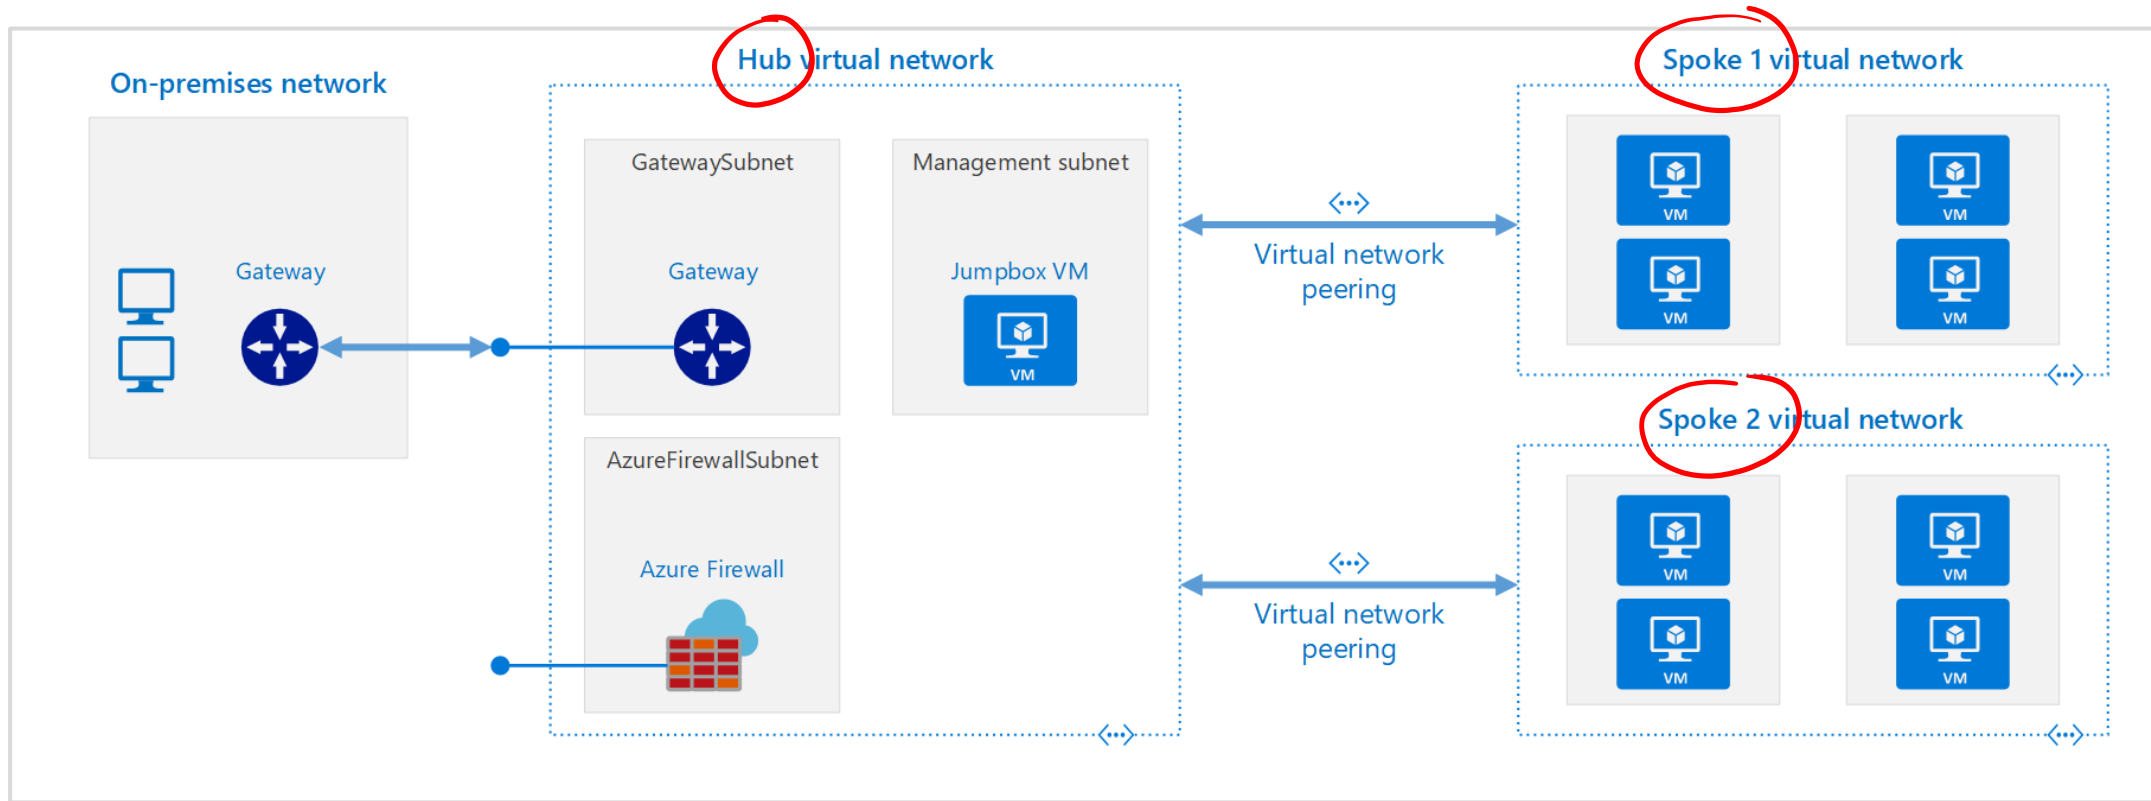 On-premises network
Gateway
Hub virtual network
GatewaySubnet
Gateway
Management subnet
Jumpbox VM
VM
AzureFirewallSubnet
Azure Firewall
Virtual network
peering
Virtual network
peering
Spoke 1 virtual network
VM
VM
VM
VM
Spoke 2 virtual network
VM
VM
VM
VM